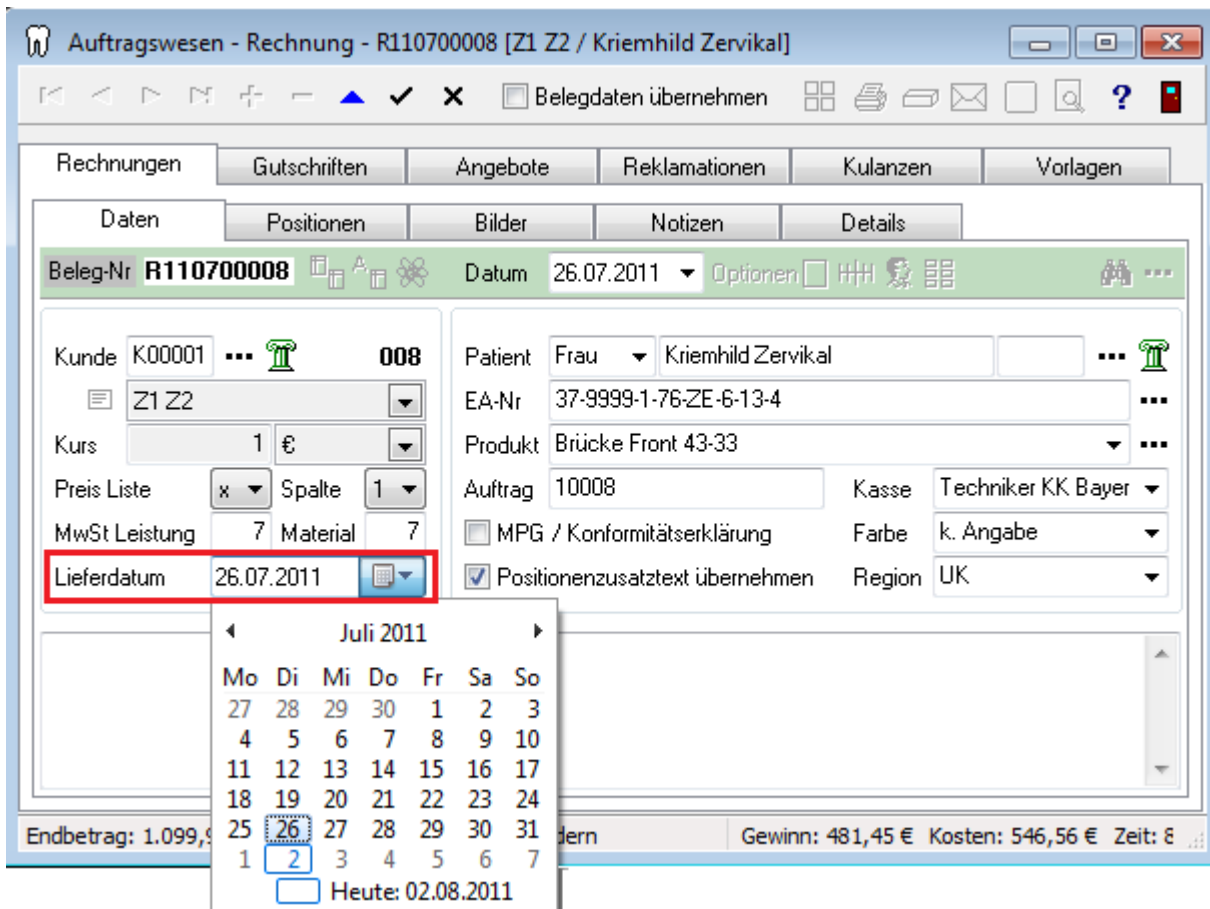 Auftragswesen - Rechnung - R110700008 [Z1 Z2 / Kriemhild Zervikal]
Belegdaten übernehmen ?
Rechnungen Gutschriften Angebote Reklamationen Kulanzen Vorlagen
Daten Positionen Bilder Notizen Details
Beleg-Nr R110700008 Datum 26.07.2011 Optionen
Kunde K00001 008 Patient Frau Kriemhild Zervikal
Z1 Z2 EA-Nr 37-9999-1-76-ZE-6-13-4
Kurs 1 € Produkt Brücke Front 43-33
Preis Liste x Spalte 1 Auftrag 10008 Kasse Techniker KK Bayer
MwSt Leistung 7 Material 7 MPG / Konformitätserklärung Farbe k. Angabe
Lieferdatum 26.07.2011 Positionenzusatztext übernehmen Region UK
Juli 2011
Mo Di Mi Do Fr Sa So
27 28 29 30 1 2 3
4 5 6 7 8 9 10
11 12 13 14 15 16 17
18 19 20 21 22 23 24
25 26 27 28 29 30 31
1 2 3 4 5 6 7
Heute: 02.08.2011
Endbetrag: 1.099,9 dern Gewinn: 481,45 € Kosten: 546,56 € Zeit: 8